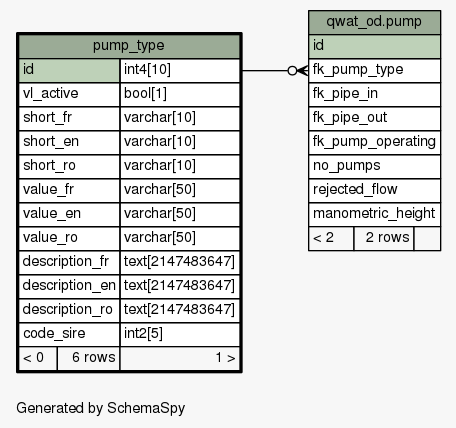 pump_type
id int4[10]
vl_active bool[1]
short_fr varchar[10]
short_en varchar[10]
short_ro varchar[10]
value_fr varchar[50]
value_en varchar[50]
value_ro varchar[50]
description_fr text[2147483647]
description_en text[2147483647]
description_ro text[2147483647]
code_sire int2[5]
< 0 6 rows 1 >
qwat_od.pump
id
fk_pump_type
fk_pipe_in
fk_pipe_out
fk_pump_operating
no_pumps
rejected_flow
manometric_height
< 2 2 rows
Generated by SchemaSpy